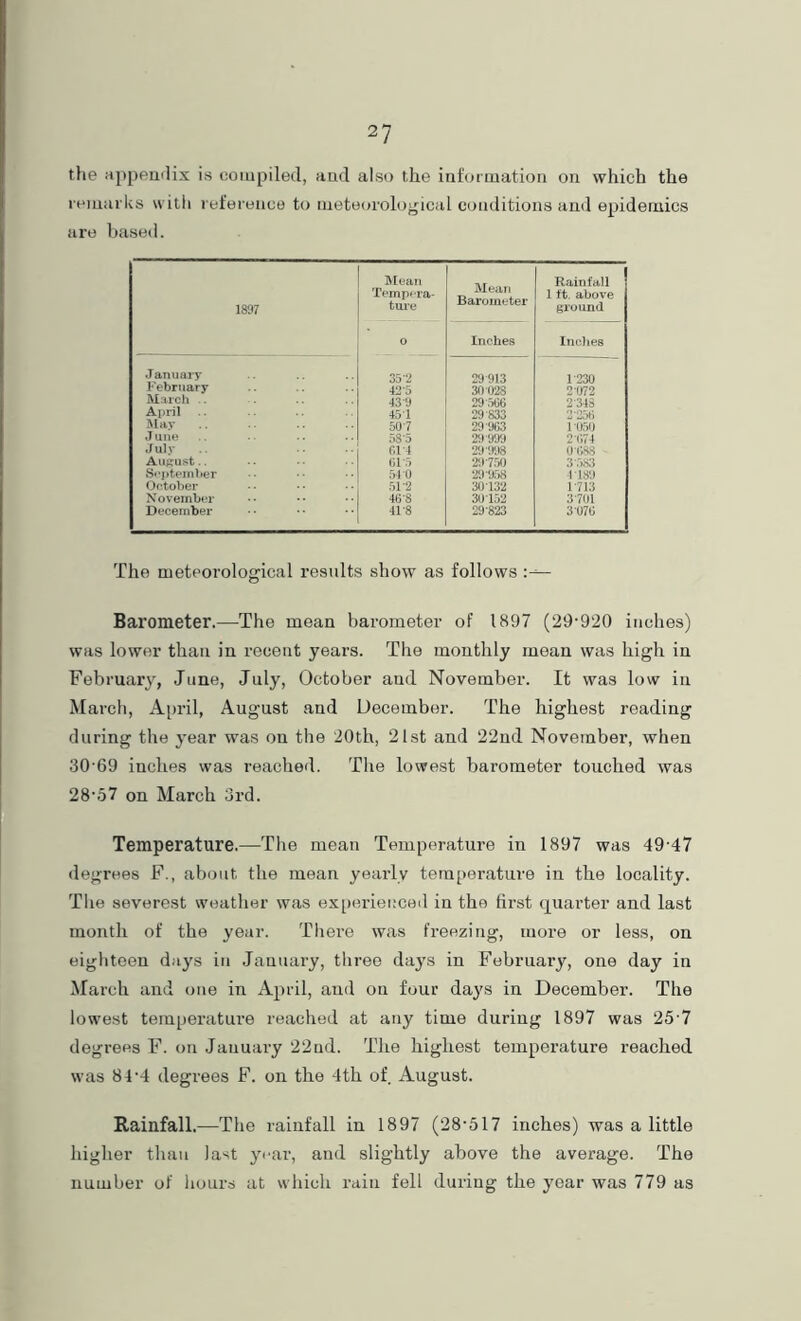 27
the appendix is compiled, and also the information on which the
remarks with reference to meteorological conditions and epidemics
are based.
1897 Mean Tempera-ture Mean Barometer Rainfall 1 ft. above ground
o Inches Inches
January 35·2 29·913 1·230
February 42·5 30·028 2·072
March .. 43·9 29·566 2·348
April .. 45·1 29·833 2·256
May .. 50·7 29·963 1·050
June .. 58·5 29·999 2·674
July .. 61·4 29·998 0·688
August.. 61·5 29·750 3·583
September 54·0 29·958 4·189
October 51·2 30·132 1·713
November 46·8 30·152 3·701
December 41·8 29·823 3·076
The meteorological results show as follows :—
Barometer.—The mean barometer of 1897 (29·920 inches)
was lower than in recent years. The monthly mean was high in
February, June, July, October and November. It was low in
March, April, August and December. The highest reading
during the year was on the 20th, 21st and 22nd November, when
30·69 inches was reached. The lowest barometer touched was
28·57 on March 3rd.
Temperature.—The mean Temperature in 1897 was 49·47
degrees F., about the mean yearly temperature in the locality.
The severest weather was experienced in the first quarter and last
month of the year. There was freezing, more or less, on
eighteen days in January, three days in February, one day in
March and one in April, and on four days in December. The
lowest temperature reached at any time during 1897 was 25·7
degrees F. on January 22nd. The highest temperature reached
was 84·4 degrees F. on the 4th of August.
Rainfall.—The rainfall in 1897 (28·517 inches) was a little
higher than last year, and slightly above the average. The
number of hours at which rain fell during the year was 779 as